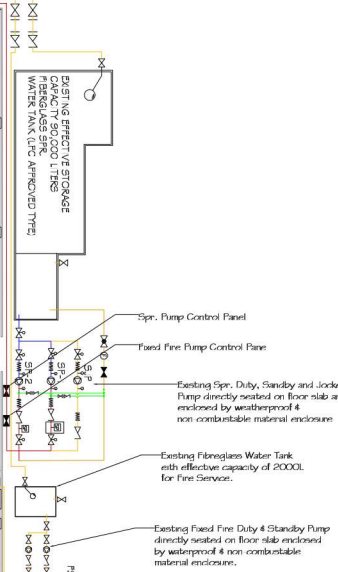 EXISTING EFFECTIVE STORAGE
CAPACITY 90,000 LITERS
FIBERGLASS SPR.
WATER TANK (LPC APPROVED TYPE)
Spr. Pump Control Panel
Fixed Fire Pump Control Pane
Existing Spr. Duty, Sandby and Jocke
Pump directly seated on floor slab a
enclosed by weatherproof &
non combustable material enclosure
Existing Fibreglass Water Tank
eith effective capacity of 2000L
for Fire Service.
Existing Fixed Fire Duty & Standby Pump
directly seated on floor slab enclosed
by waterproof & non-combustable
material enclosure.